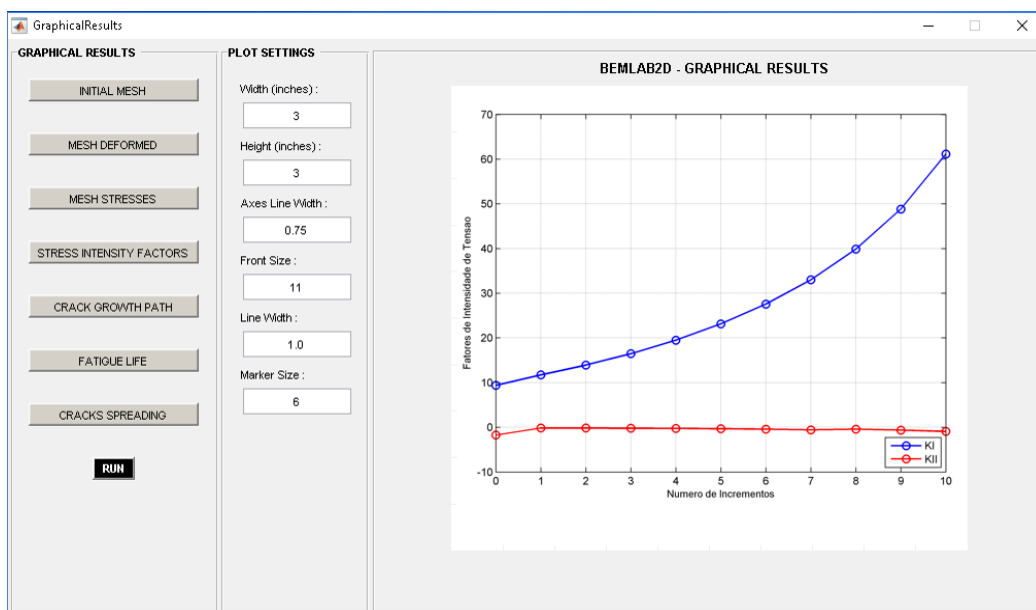 GraphicalResults
GRAPHICAL RESULTS
INITIAL MESH
MESH DEFORMED
MESH STRESSES
STRESS INTENSITY FACTORS
CRACK GROWTH PATH
FATIGUE LIFE
CRACKS SPREADING
RUN
PLOT SETTINGS
Width (inches) :
3
Height (inches) :
3
Axes Line Width :
0.75
Front Size :
11
Line Width :
1.0
Marker Size :
6
BEMLAB2D - GRAPHICAL RESULTS
Fatores de Intensidade de Tensao
70
60
50
40
30
20
10
0
-10
KI
KII
0 1 2 3 4 5 6 7 8 9 10
Numero de Incrementos